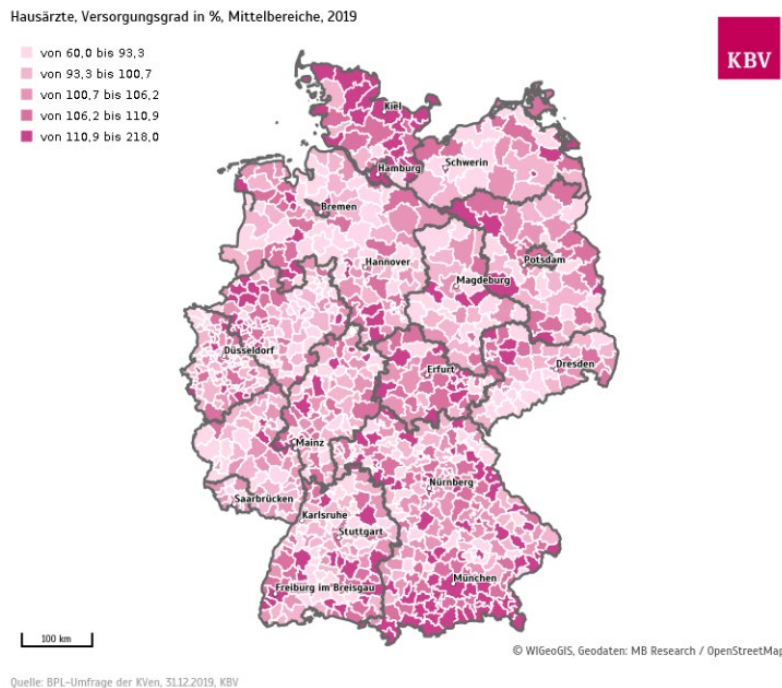 Hausärzte, Versorgungsgrad in %, Mittelbereiche, 2019
KBV
von 60,0 bis 93,3
von 93,3 bis 100,7
von 100,7 bis 106,2
von 106,2 bis 110,9
von 110,9 bis 218,0
Kiel
Schwerin
Hamburg
Bremen
Hannover
Potsdam
Magdeburg
Düsseldorf
Erfurt
Dresden
Mainz
Nürnberg
Saarbrücken
Karlsruhe
Stuttgart
München
Freiburg im Breisgau
100 km
© WIGeoGIS, Geodaten: MB Research / OpenStreetMap
Quelle: BPL-Umfrage der KVen, 31.12.2019, KBV